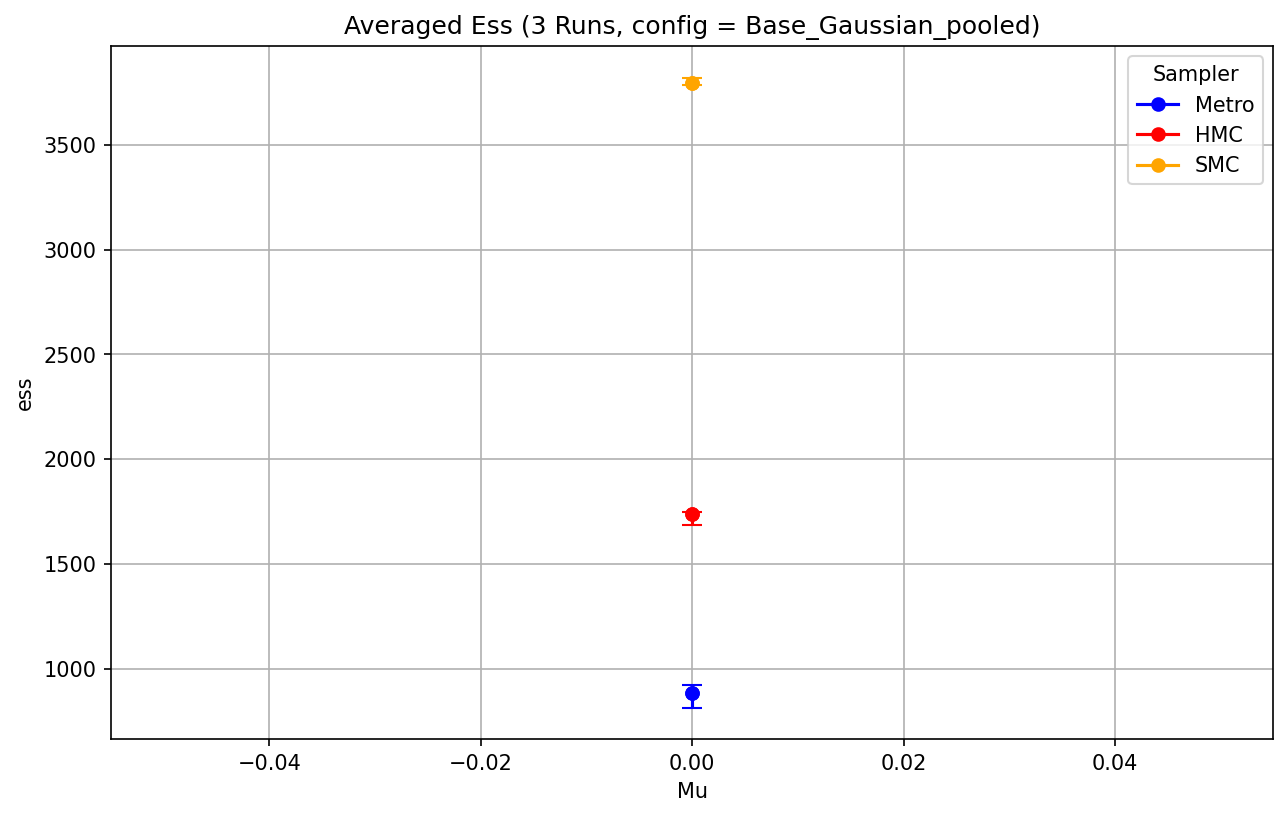 Averaged Ess (3 Runs, config = Base_Gaussian_pooled)
Sampler
Metro
HMC
SMC
3500
3000
2500
2000
1500
1000
ess
−0.04
−0.02
0.00
0.02
0.04
Mu